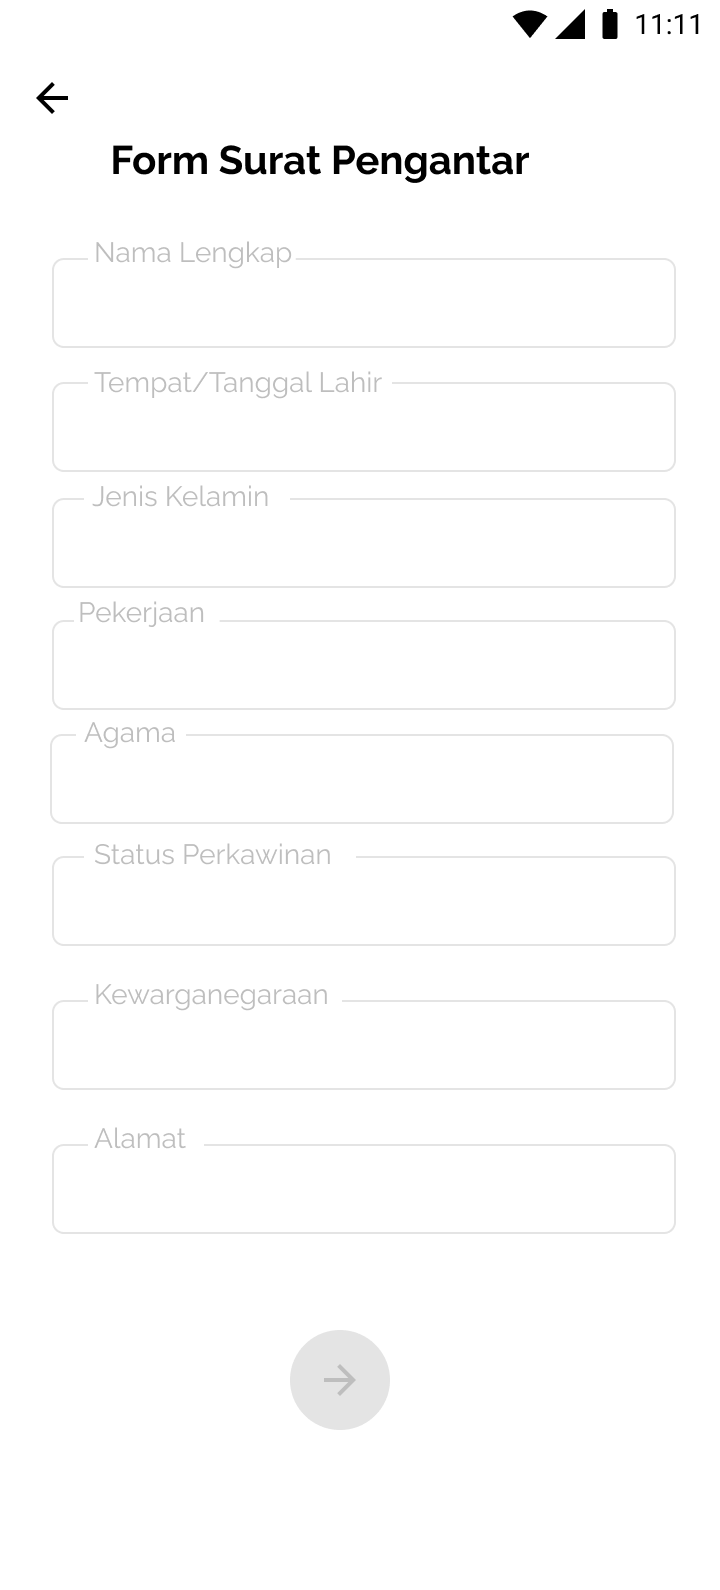 11:11
Form Surat Pengantar
Nama Lengkap
Tempat/Tanggal Lahir
Jenis Kelamin
Pekerjaan
Agama
Status Perkawinan
Kewarganegaraan
Alamat